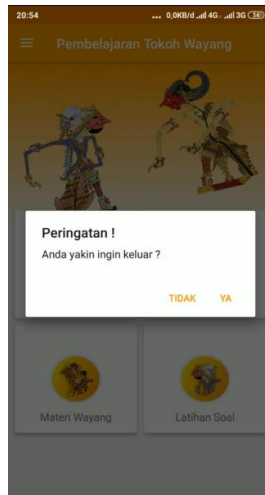 20:54
... 0,0KB/d 4G 3G 34
Pembelajaran Tokoh Wayang
Peringatan !
Anda yakin ingin keluar ?
TIDAK YA
Materi Wayang Latihan Soal